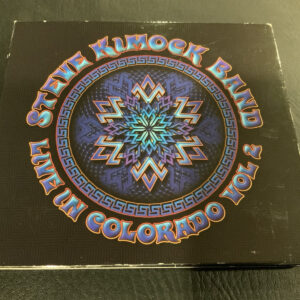 STEVE KIMOCK BAND
LIVE IN COLORADO VOL 2